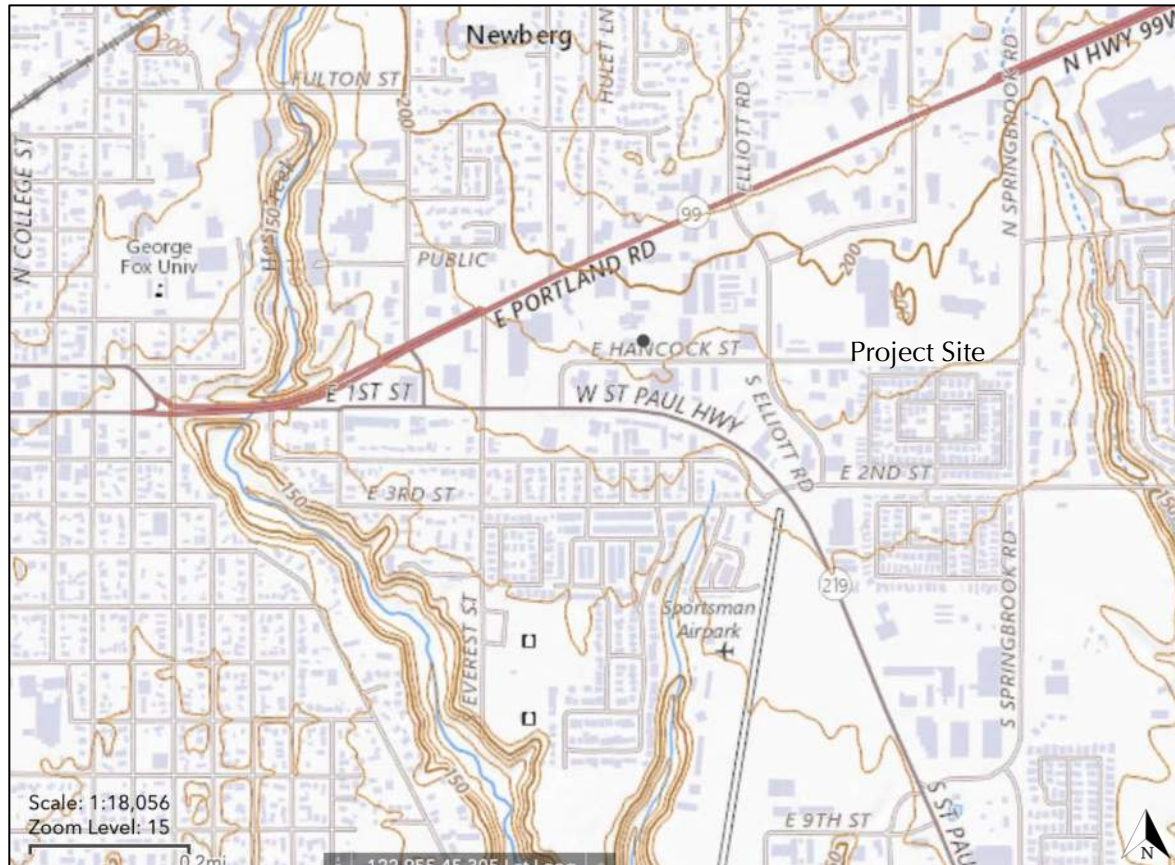 Newberg
HULET LN
N SPRINGBROOK RD
N HWY 99W
200
FULTON ST
200
ELLIOTT RD
N COLLEGE ST
150
99
George
Fox Univ
PUBLIC
E PORTLAND RD
200
E HANCOCK ST
Project Site
E 1ST ST
W ST PAUL HWY
S ELLIOTT RD
E 2ND ST
E 3RD ST
150
219
Sportsman
Airpark
S EVEREST ST
S SPRINGBROOK RD
150
Scale: 1:18,056
Zoom Level: 15
0.2mi
E 9TH ST
S ST PAU
N